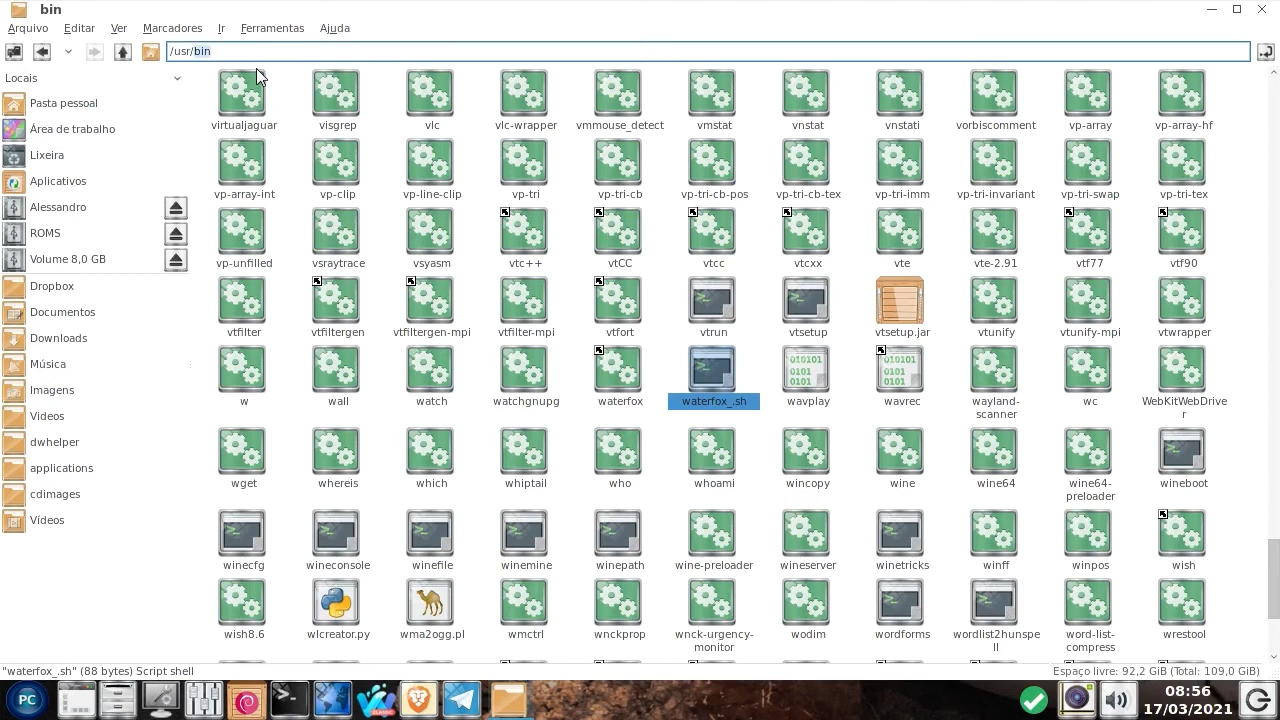 bin
Arquivo Editar Ver Marcadores Ir Ferramentas Ajuda
/usr/bin
Locais
Pasta pessoal
Área de trabalho
Lixeira
Aplicativos
Alessandro
ROMS
Volume 8,0 GB
Dropbox
Documentos
Downloads
Música
Imagens
Videos
dwhelper
applications
cdimages
Vídeos
virtualjaguar visgrep vlc vlc-wrapper vmmouse_detect vmstat vnstat vnstati vorbiscomment vp-array vp-array-hf
vp-array-int vp-clip vp-line-clip vp-tri vp-tri-cb vp-tri-cb-pos vp-tri-cb-tex vp-tri-imm vp-tri-invariant vp-tri-swap vp-tri-tex
vp-unfilled vsraytrace vsyasm vtc++ vtCC vtcc vtcxx vte vte-2.91 vtf77 vtf90
vtfilter vtfiltergen vtfiltergen-mpi vtfilter-mpi vtfort vtrun vtsetup vtsetup.jar vtunify vtunify-mpi vtwrapper
010101 010101
0101 0101
0101 0101
w wall watch watchgnupg waterfox waterfox_.sh wavplay wavrec wayland- wc WebKitWebDrive
scanner r
wget whereis which whiptail who whoami wincopy wine wine64 wine64- wineboot
preloader
winecfg wineconsole winefile winemine winepath wine-preloader wineserver winetricks winff winpos wish
wish8.6 wlcreator.py wma2ogg.pl wmctrl wnckprop wnck-urgency- wodim wordforms wordlist2hunspe word-list- wrestool
monitor ll compress
"waterfox_.sh" (88 bytes) Script shell
Espaço livre: 92,2 GiB (Total: 109,0 GiB)
PC
CLASSIC
08:56
17/03/2021